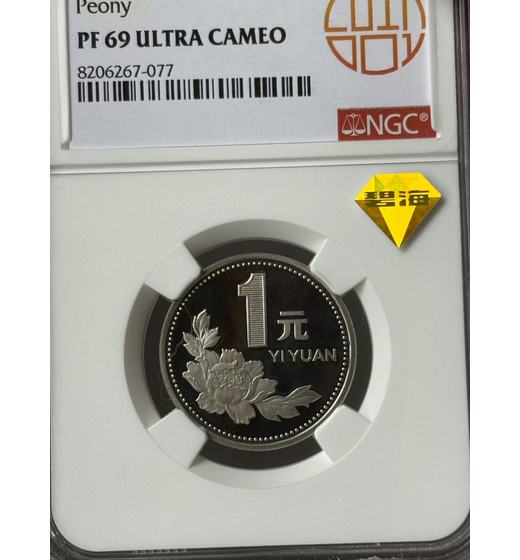 Peony
PF 69 ULTRA CAMEO
8206267-077
NGC®
碧海
1元
YI YUAN